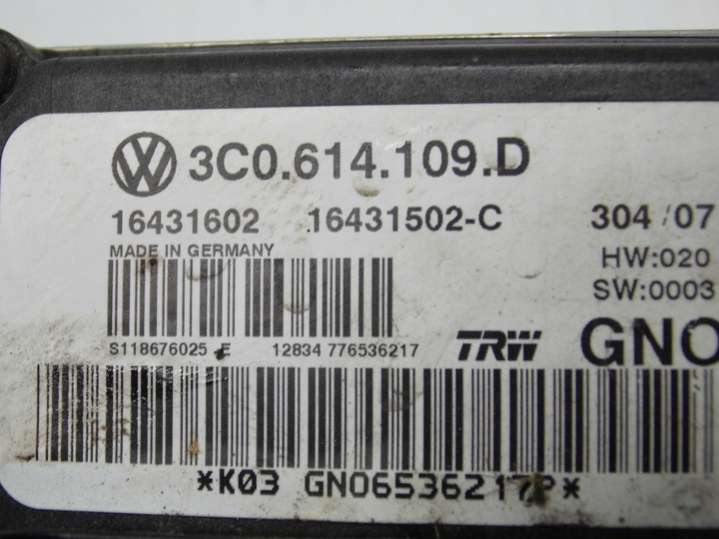 3C0.614.109.D
16431602 16431502-C 304/07
MADE IN GERMANY HW:020
SW:0003
S118676025 E 12834 776536217 TRW GNO
*K03 GNO6536217P*